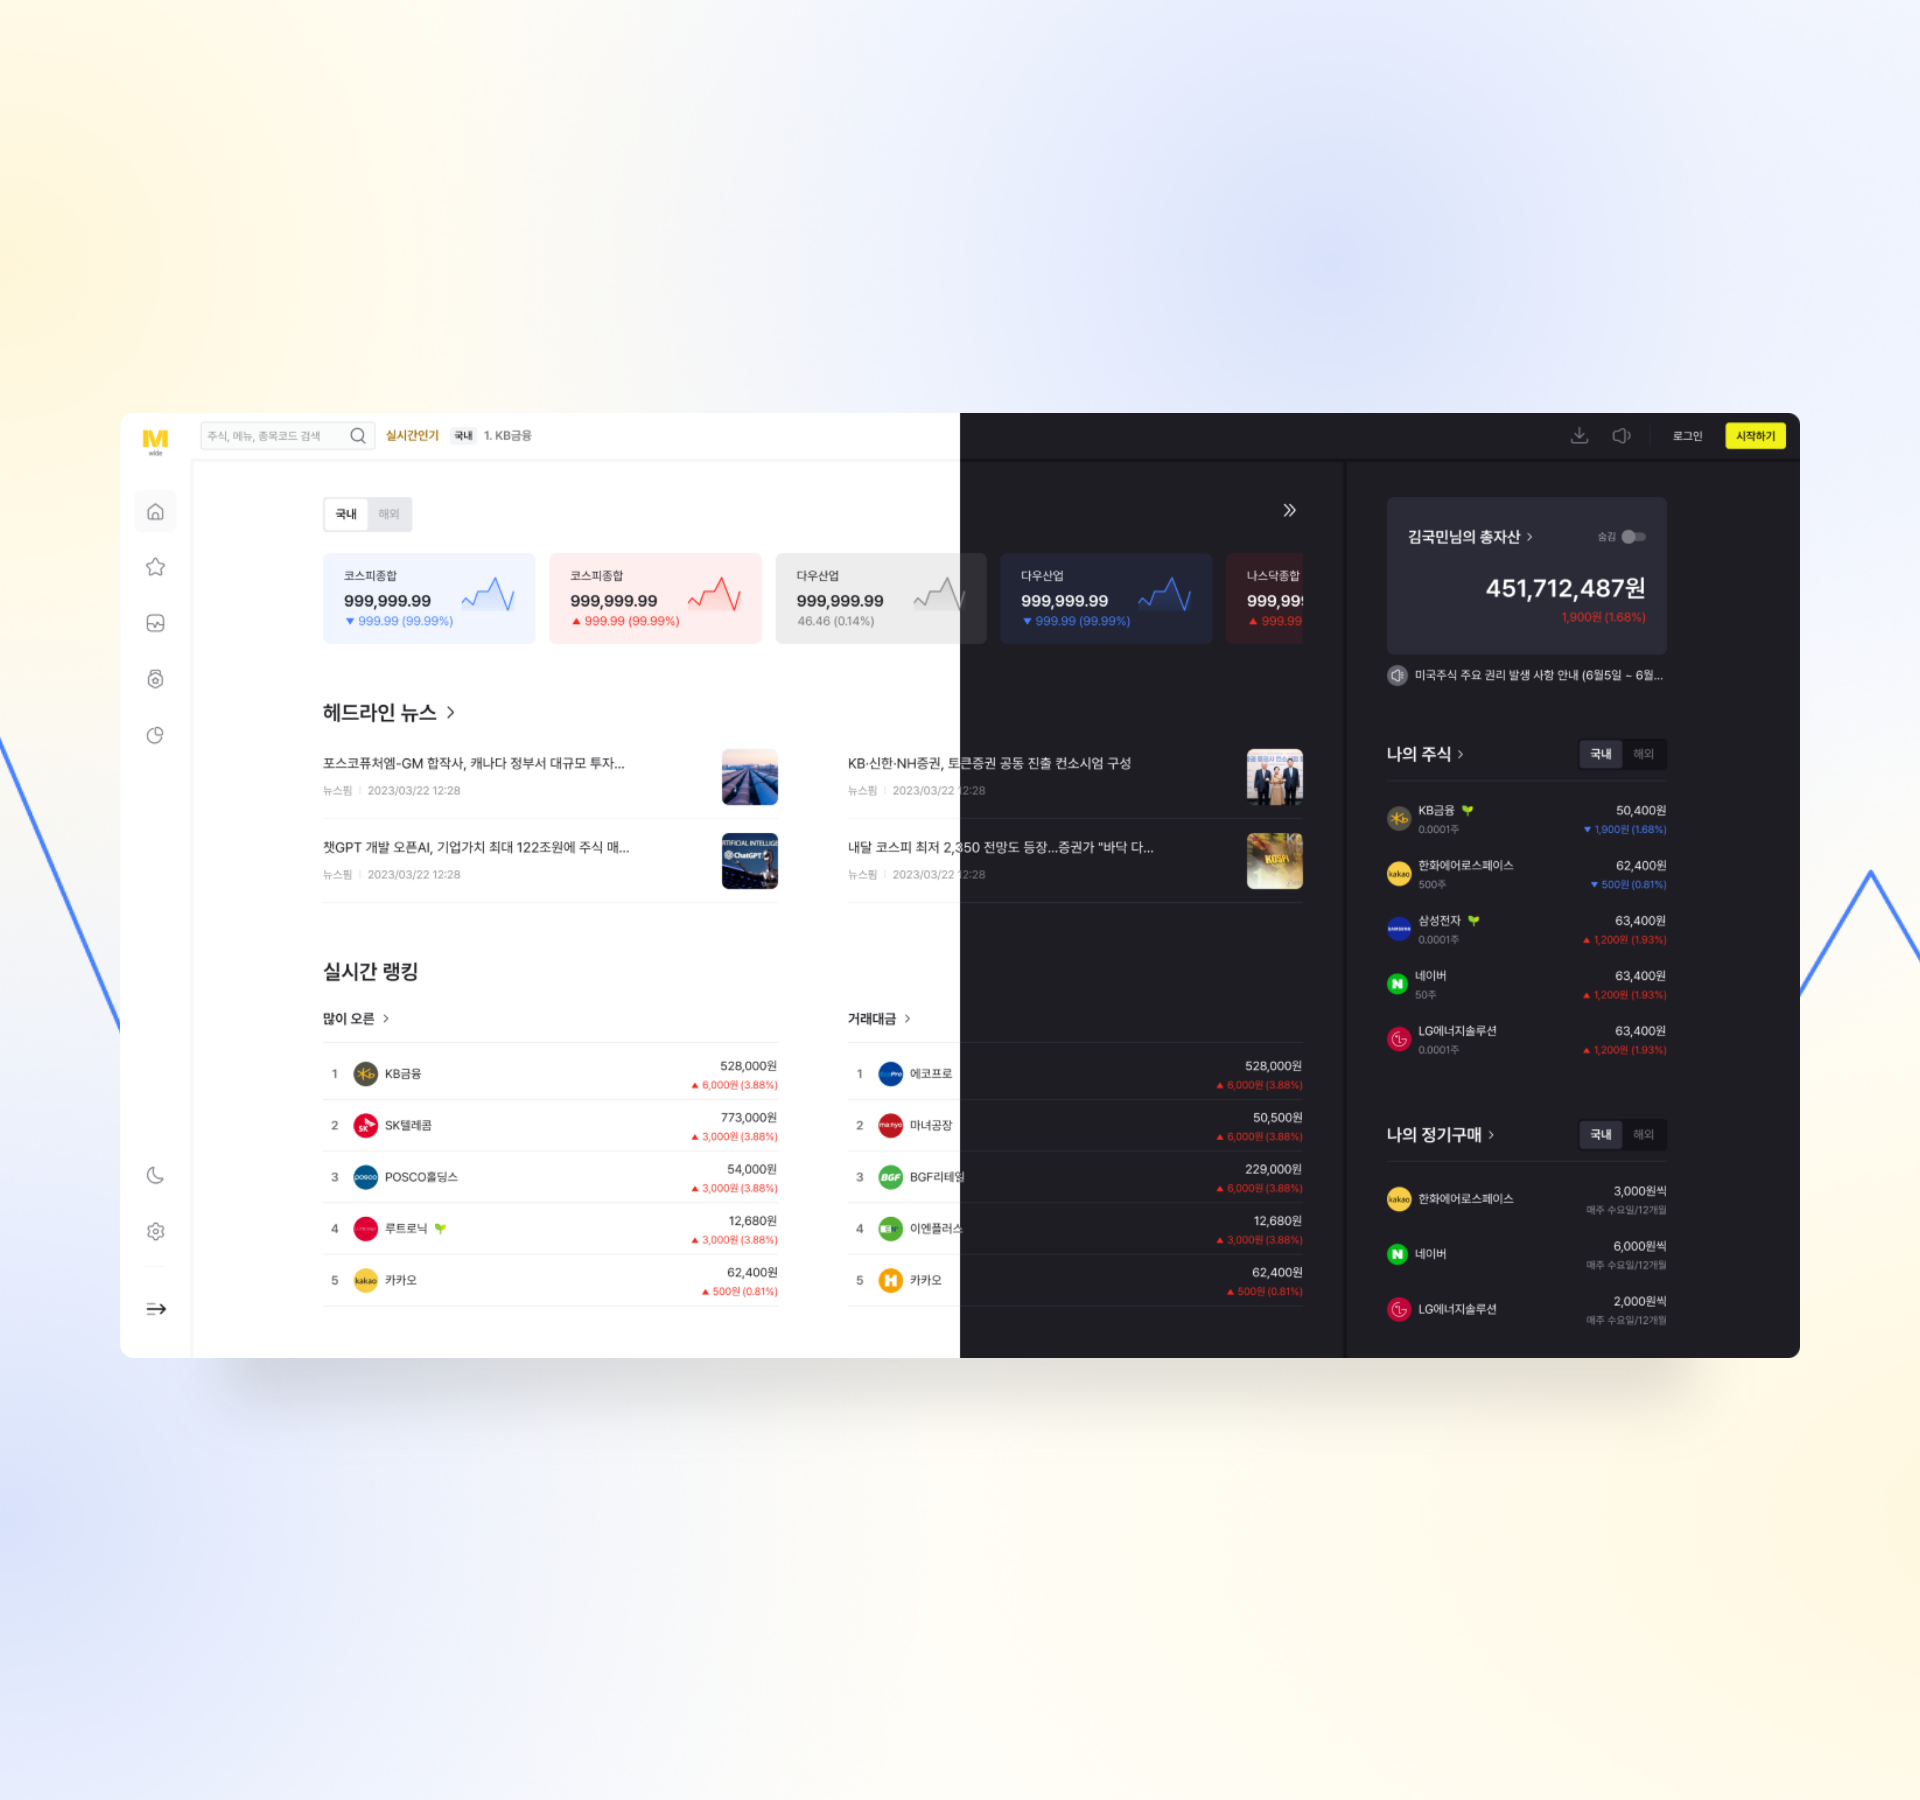 M
wide
주식, 메뉴, 종목코드 검색
실시간인기 국내 1. KB금융
로그인
시작하기
국내 해외
코스피종합
999,999.99
▼ 999.99 (99.99%)
코스피종합
999,999.99
▲ 999.99 (99.99%)
다우산업
999,999.99
46.46 (0.14%)
다우산업
999,999.99
▼ 999.99 (99.99%)
나스닥종합
999,99
▲ 999.99
헤드라인 뉴스 >
포스코퓨처엠-GM 합작사, 캐나다 정부서 대규모 투자...
뉴스핌 | 2023/03/22 12:28
KB·신한·NH증권, 토큰증권 공동 진출 컨소시엄 구성
뉴스핌 | 2023/03/22 12:28
챗GPT 개발 오픈AI, 기업가치 최대 122조원에 주식 매...
뉴스핌 | 2023/03/22 12:28
ChatGPT
내달 코스피 최저 2,350 전망도 등장...증권가 "바닥 다...
뉴스핌 | 2023/03/22 12:28
KOSPI
실시간 랭킹
많이 오른 >
1 KB금융 528,000원
▲ 6,000원 (3.88%)
2 SK SK텔레콤 773,000원
▲ 3,000원 (3.88%)
3 posco POSCO홀딩스 54,000원
▲ 3,000원 (3.88%)
4 루트로닉 12,680원
▲ 3,000원 (3.88%)
5 kakao 카카오 62,400원
▲ 500원 (0.81%)
거래대금 >
1 에코프로 528,000원
▲ 6,000원 (3.88%)
2 ma:nyo 마녀공장 50,500원
▲ 6,000원 (3.88%)
3 BGF BGF리테일 229,000원
▲ 6,000원 (3.88%)
4 이엔플러스 12,680원
▲ 3,000원 (3.88%)
5 H 카카오 62,400원
▲ 500원 (0.81%)
김국민님의 총자산 > 숨김
451,712,487원
1,900원 (1.68%)
미국주식 주요 권리 발생 사항 안내 (6월5일 ~ 6월...
나의 주식 > 국내 해외
KB금융 50,400원
0.0001주 ▼ 1,900원 (1.68%)
kakao 한화에어로스페이스 62,400원
500주 ▼ 500원 (0.81%)
SAMSUNG 삼성전자 63,400원
0.0001주 ▲ 1,200원 (1.93%)
N 네이버 63,400원
50주 ▲ 1,200원 (1.93%)
LG에너지솔루션 63,400원
0.0001주 ▲ 1,200원 (1.93%)
나의 정기구매 > 국내 해외
kakao 한화에어로스페이스 3,000원씩
매주 수요일/12개월
N 네이버 6,000원씩
매주 수요일/12개월
LG에너지솔루션 2,000원씩
매주 수요일/12개월